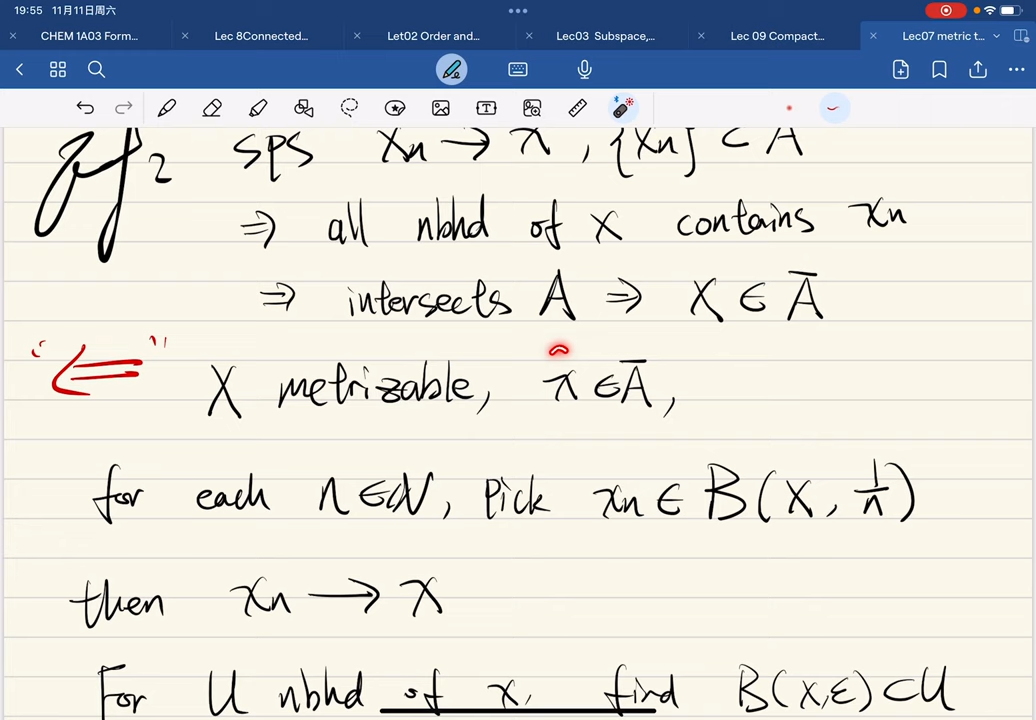 19:55 11月11日周六
CHEM 1A03 Form... Lec 8Connected... Let02 Order and... Lec03 Subspace,... Lec 09 Compact... Lec07 metric t...
pf 2 sps xn → x , {xn} ⊂ A
⇒ all nbhd of x contains xn
⇒ intersects A ⇒ x ∈ Ā
"⇐" X metrizable, x ∈ Ā,
for each n ∈ N, pick xn ∈ B(x, 1/n)
then xn → x
For U nbhd of x, find B(x,ε) ⊂ U